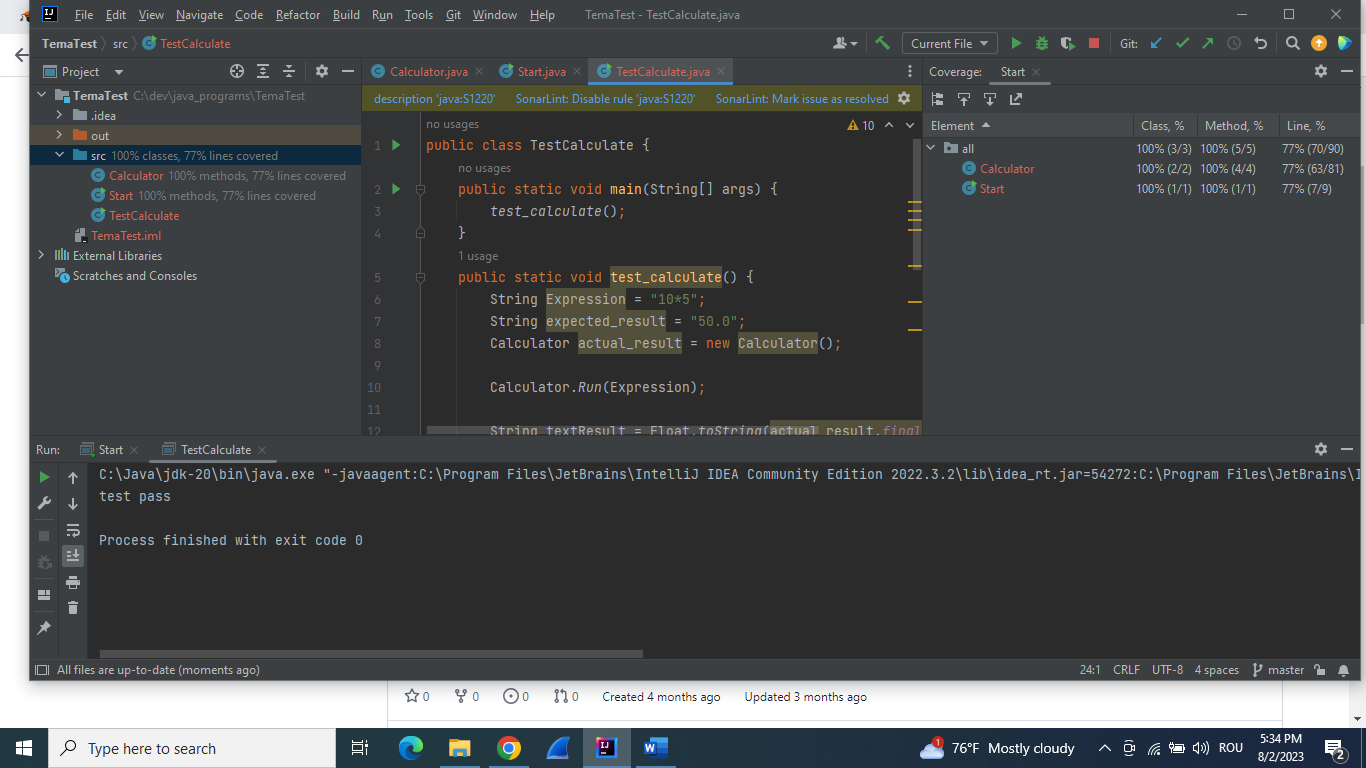 File Edit View Navigate Code Refactor Build Run Tools Git Window Help TemaTest - TestCalculate.java
TemaTest src TestCalculate Current File Git:
Project
Calculator.java Start.java TestCalculate.java
Coverage: Start
TemaTest C:\dev\java_programs\TemaTest
.idea
out
src 100% classes, 77% lines covered
Calculator 100% methods, 77% lines covered
Start 100% methods, 77% lines covered
TestCalculate
TemaTest.iml
External Libraries
Scratches and Consoles
description 'java:S1220' SonarLint: Disable rule 'java:S1220' SonarLint: Mark issue as resolved
no usages
10
1 public class TestCalculate {
no usages
2 public static void main(String[] args) {
3 test_calculate();
4 }
1 usage
5 public static void test_calculate() {
6 String Expression = "10*5";
7 String expected_result = "50.0";
8 Calculator actual_result = new Calculator();
9
10 Calculator.Run(Expression);
11
12 String textResult = Float.toString(actual_result.final
Element Class, % Method, % Line, %
all 100% (3/3) 100% (5/5) 77% (70/90)
Calculator 100% (2/2) 100% (4/4) 77% (63/81)
Start 100% (1/1) 100% (1/1) 77% (7/9)
Run: Start TestCalculate
C:\Java\jdk-20\bin\java.exe "-javaagent:C:\Program Files\JetBrains\IntelliJ IDEA Community Edition 2022.3.2\lib\idea_rt.jar=54272:C:\Program Files\JetBrains\I
test pass
Process finished with exit code 0
All files are up-to-date (moments ago)
24:1 CRLF UTF-8 4 spaces master
0 0 0 0 Created 4 months ago Updated 3 months ago
Type here to search
1 76°F Mostly cloudy ROU
5:34 PM
8/2/2023
2